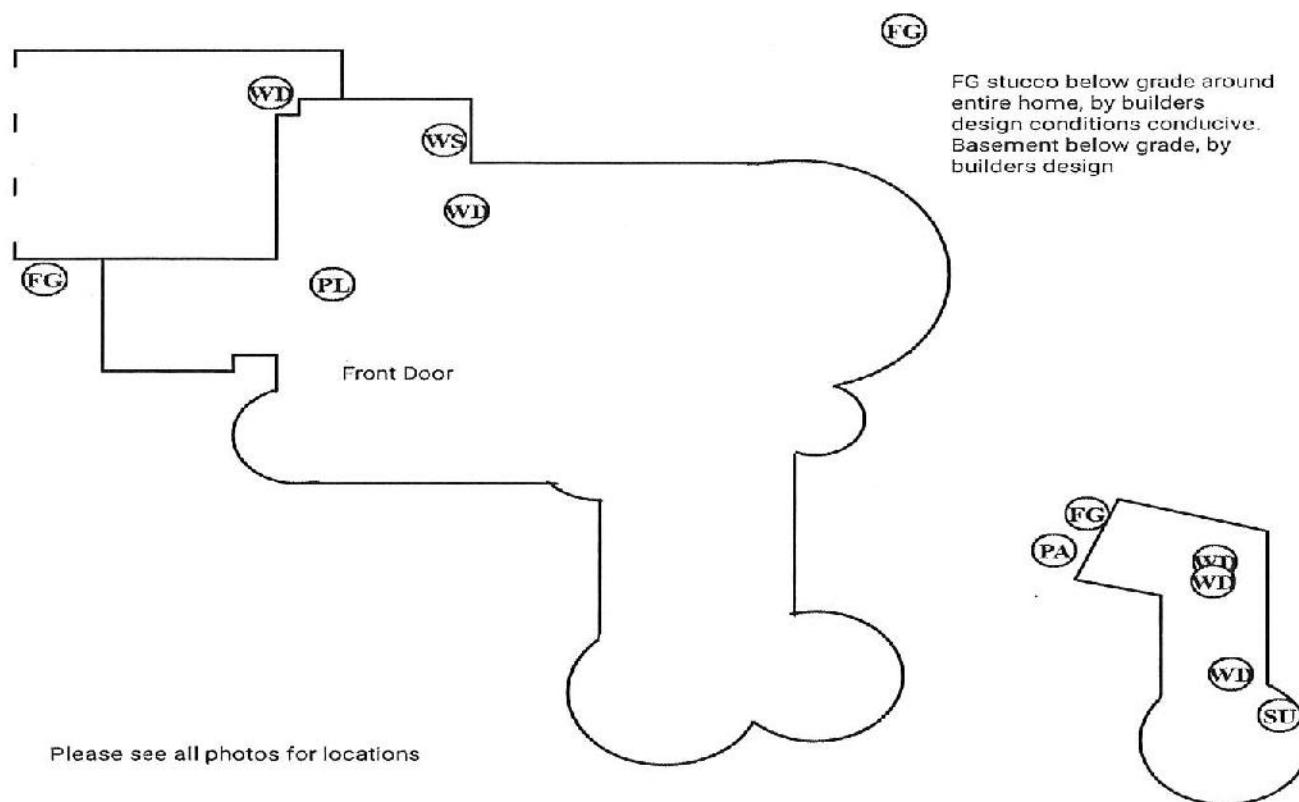 FG
FG stucco below grade around
entire home, by builders
design conditions conducive.
Basement below grade, by
builders design
WD
WS
WD
FG
PL
Front Door
FG
PA
WD
WD
WD
SU
Please see all photos for locations